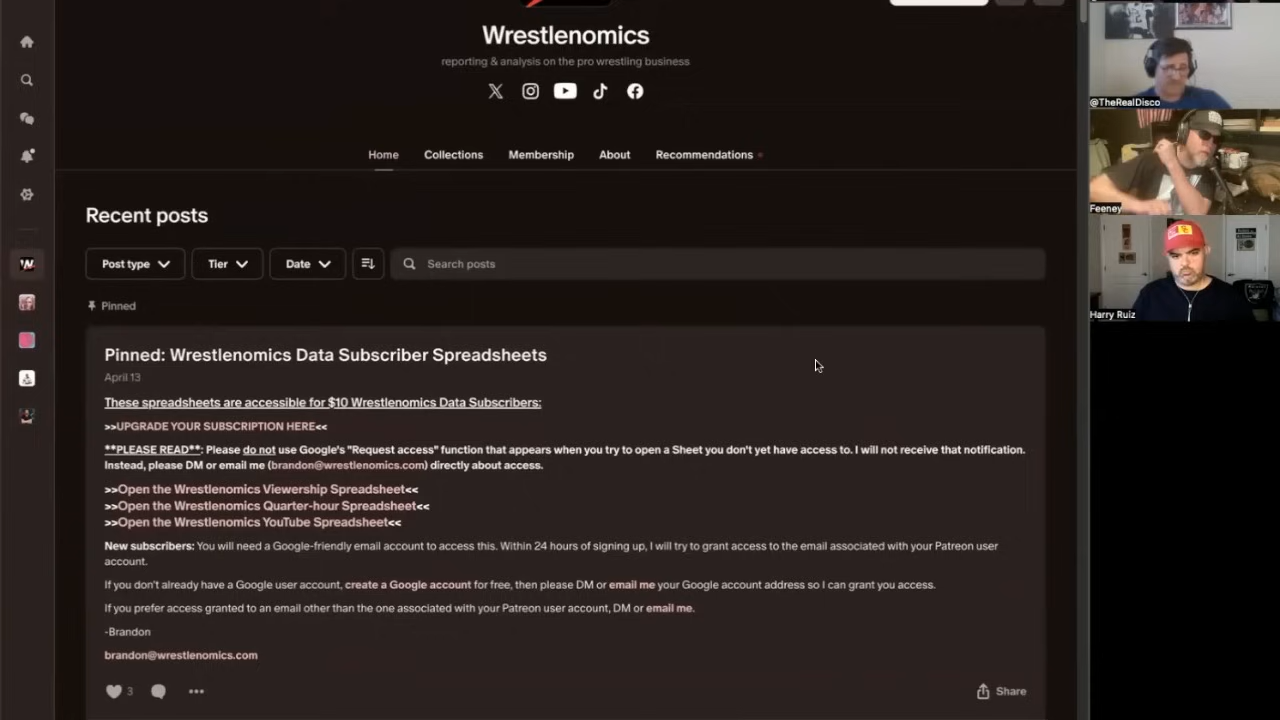 Wrestlenomics
reporting & analysis on the pro wrestling business
Home
Collections
Membership
About
Recommendations
Recent posts
Post type
Tier
Date
Search posts
Pinned
Pinned: Wrestlenomics Data Subscriber Spreadsheets
April 13
These spreadsheets are accessible for $10 Wrestlenomics Data Subscribers:
>>UPGRADE YOUR SUBSCRIPTION HERE<<
**PLEASE READ**: Please do not use Google's "Request access" function that appears when you try to open a Sheet you don't yet have access to. I will not receive that notification.
Instead, please DM or email me (brandon@wrestlenomics.com) directly about access.
>>Open the Wrestlenomics Viewership Spreadsheet<<
>>Open the Wrestlenomics Quarter-hour Spreadsheet<<
>>Open the Wrestlenomics YouTube Spreadsheet<<
New subscribers: You will need a Google-friendly email account to access this. Within 24 hours of signing up, I will try to grant access to the email associated with your Patreon user
account.
If you don't already have a Google user account, create a Google account for free, then please DM or email me your Google account address so I can grant you access.
If you prefer access granted to an email other than the one associated with your Patreon user account, DM or email me.
-Brandon
brandon@wrestlenomics.com
3
Share
@TheRealDisco
Feeney
Harry Ruiz